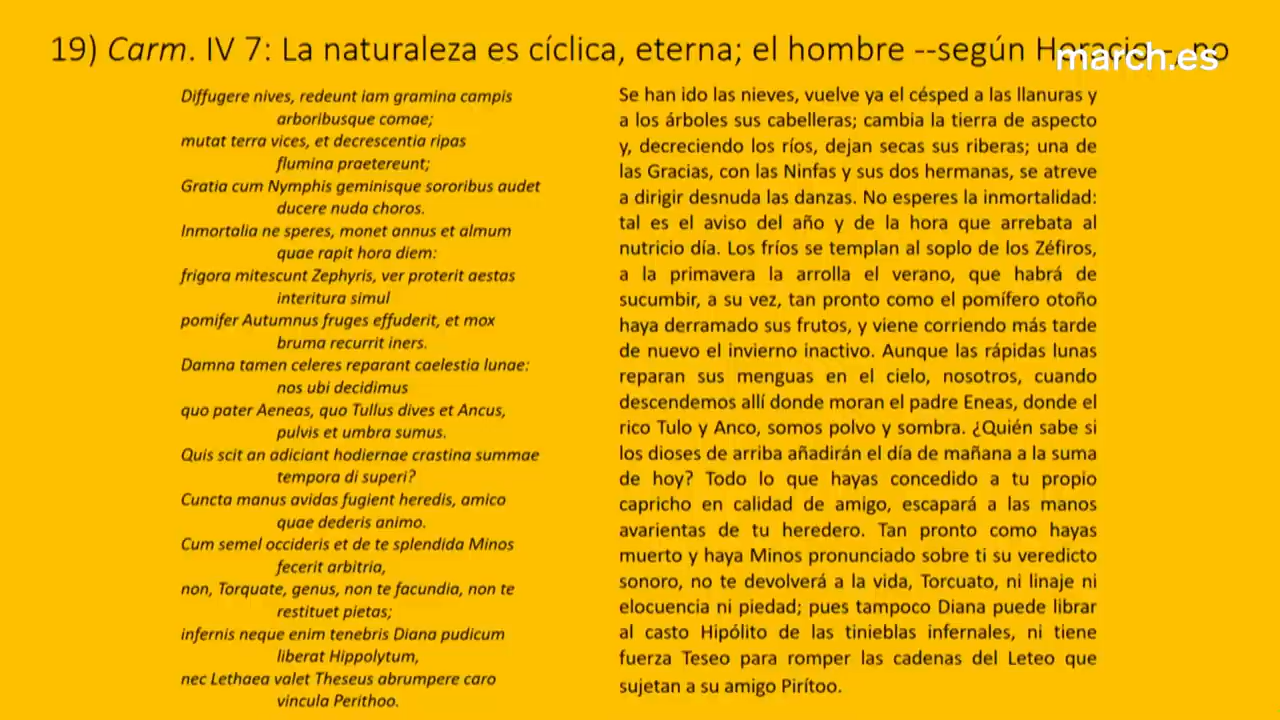 19) Carm. IV 7: La naturaleza es cíclica, eterna; el hombre --según Horacio--, no
march.es
Diffugere nives, redeunt iam gramina campis
arboribusque comae;
mutat terra vices, et decrescentia ripas
flumina praetereunt;
Gratia cum Nymphis geminisque sororibus audet
ducere nuda choros.
Inmortalia ne speres, monet annus et almum
quae rapit hora diem:
frigora mitescunt Zephyris, ver proterit aestas
interitura simul
pomifer Autumnus fruges effuderit, et mox
bruma recurrit iners.
Damna tamen celeres reparant caelestia lunae:
nos ubi decidimus
quo pater Aeneas, quo Tullus dives et Ancus,
pulvis et umbra sumus.
Quis scit an adiciant hodiernae crastina summae
tempora di superi?
Cuncta manus avidas fugient heredis, amico
quae dederis animo.
Cum semel occideris et de te splendida Minos
fecerit arbitria,
non, Torquate, genus, non te facundia, non te
restituet pietas;
infernis neque enim tenebris Diana pudicum
liberat Hippolytum,
nec Lethaea valet Theseus abrumpere caro
vincula Perithoo.
Se han ido las nieves, vuelve ya el césped a las llanuras y
a los árboles sus cabelleras; cambia la tierra de aspecto
y, decreciendo los ríos, dejan secas sus riberas; una de
las Gracias, con las Ninfas y sus dos hermanas, se atreve
a dirigir desnuda las danzas. No esperes la inmortalidad:
tal es el aviso del año y de la hora que arrebata al
nutricio día. Los fríos se templan al soplo de los Zéfiros,
a la primavera la arrolla el verano, que habrá de
sucumbir, a su vez, tan pronto como el pomífero otoño
haya derramado sus frutos, y viene corriendo más tarde
de nuevo el invierno inactivo. Aunque las rápidas lunas
reparan sus menguas en el cielo, nosotros, cuando
descendemos allí donde moran el padre Eneas, donde el
rico Tulo y Anco, somos polvo y sombra. ¿Quién sabe si
los dioses de arriba añadirán el día de mañana a la suma
de hoy? Todo lo que hayas concedido a tu propio
capricho en calidad de amigo, escapará a las manos
avarientas de tu heredero. Tan pronto como hayas
muerto y haya Minos pronunciado sobre ti su veredicto
sonoro, no te devolverá a la vida, Torcuato, ni linaje ni
elocuencia ni piedad; pues tampoco Diana puede librar
al casto Hipólito de las tinieblas infernales, ni tiene
fuerza Teseo para romper las cadenas del Leteo que
sujetan a su amigo Pirítoo.